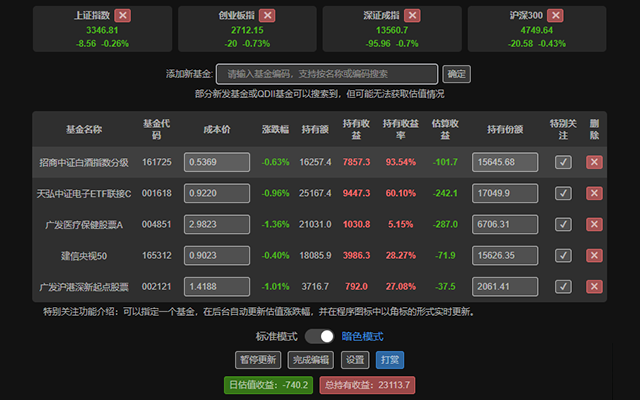 上证指数
3346.81
-8.56 -0.26%
创业板指
2712.15
-20 -0.73%
深证成指
13560.7
-95.96 -0.7%
沪深300
4749.64
-20.58 -0.43%
添加新基金: 请输入基金编码，支持按名称或编码搜索 确定
部分新发基金或QDII基金可以搜索到，但可能无法获取估值情况
基金名称 基金代码 成本价 涨跌幅 持有额 持有收益 持有收益率 估算收益 持有份额 特别关注 删除
招商中证白酒指数分级 161725 0.5369 -0.63% 16257.4 7857.3 93.54% -101.7 15645.68
天弘中证电子ETF联接C 001618 0.9220 -0.96% 25167.4 9447.3 60.10% -242.1 17049.9
广发医疗保健股票A 004851 2.9823 -1.36% 21031.0 1030.8 5.15% -287.0 6706.31
建信央视50 165312 0.9023 -0.40% 18085.9 3986.3 28.27% -71.9 15626.35
广发沪港深新起点股票 002121 1.4188 -1.01% 3716.7 792.0 27.08% -37.5 2061.41
特别关注功能介绍：可以指定一个基金，在后台自动更新估值涨跌幅，并在程序图标中以角标的形式实时更新。
标准模式 暗色模式
暂停更新 完成编辑 设置 打赏
日估值收益：-740.2 总持有收益：23113.7